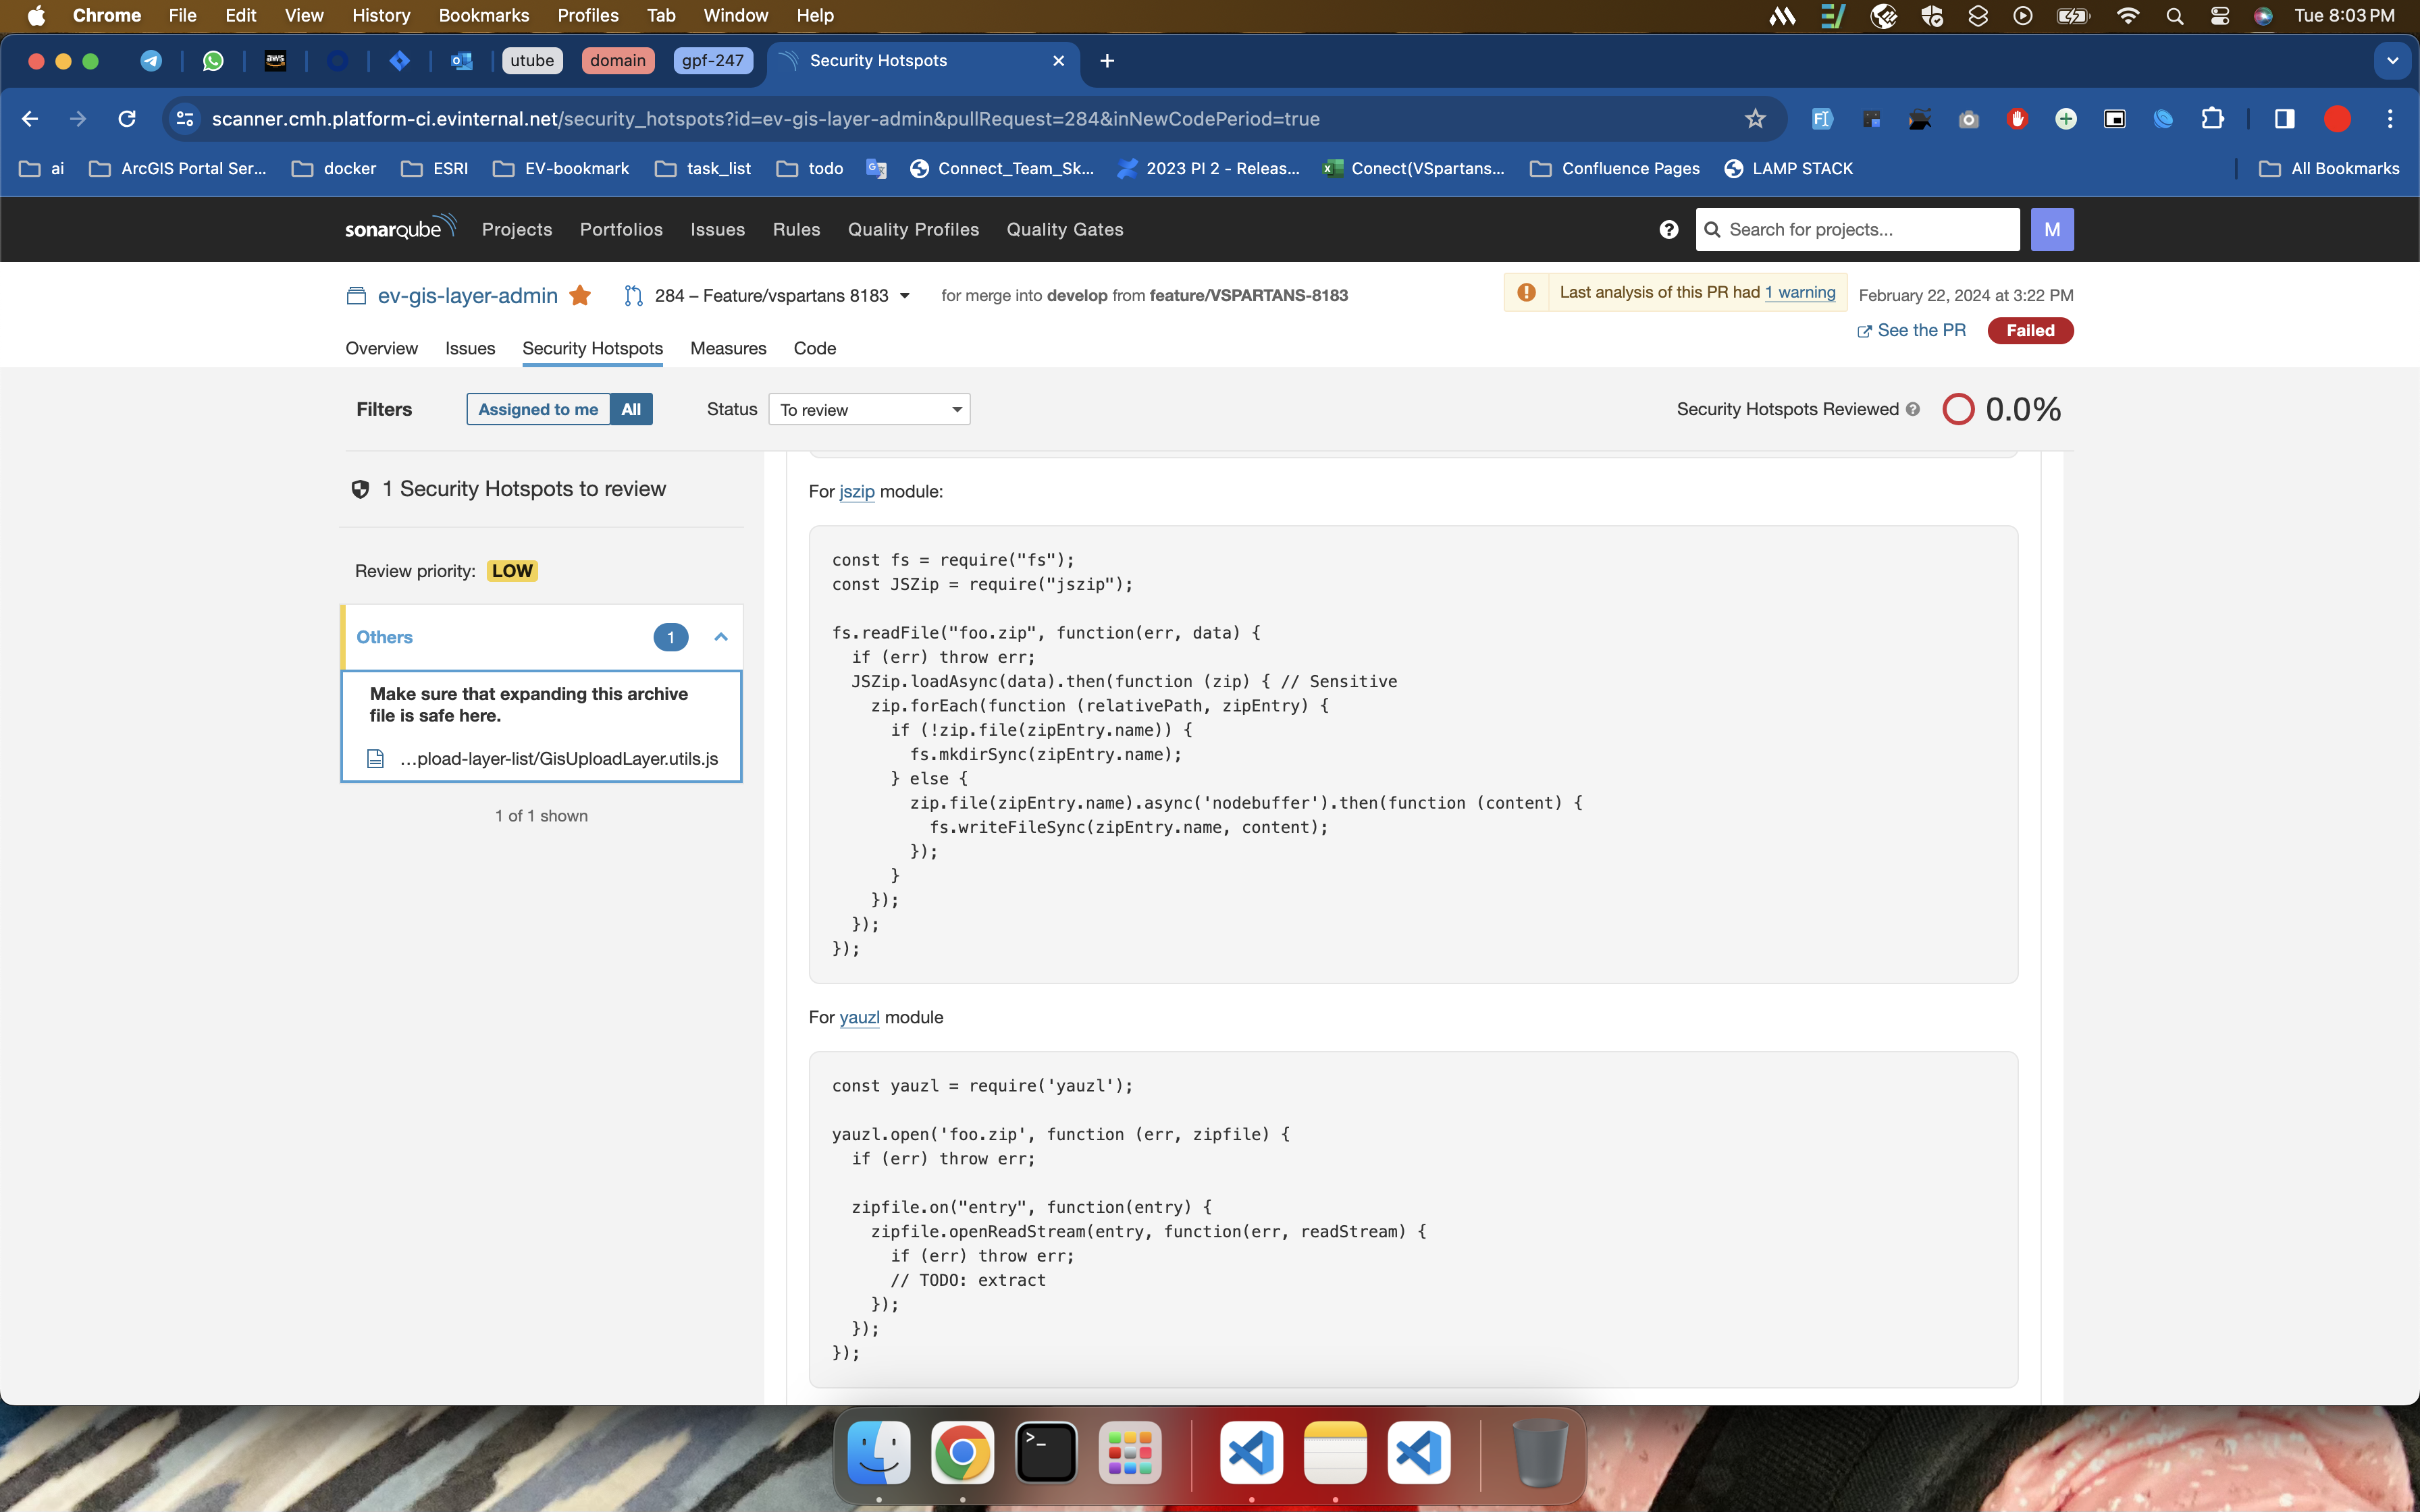 Chrome File Edit View History Bookmarks Profiles Tab Window Help Tue 8:03 PM
aws utube domain gpf-247 Security Hotspots
scanner.cmh.platform-ci.evinternal.net/security_hotspots?id=ev-gis-layer-admin&pullRequest=284&inNewCodePeriod=true
ai ArcGIS Portal Ser... docker ESRI EV-bookmark task_list todo Connect_Team_Sk... 2023 PI 2 - Releas... Conect(VSpartans... Confluence Pages LAMP STACK All Bookmarks
sonarqube Projects Portfolios Issues Rules Quality Profiles Quality Gates ? Search for projects... M
ev-gis-layer-admin 284 – Feature/vspartans 8183 for merge into develop from feature/VSPARTANS-8183 Last analysis of this PR had 1 warning February 22, 2024 at 3:22 PM
See the PR Failed
Overview Issues Security Hotspots Measures Code
Filters Assigned to me All Status To review Security Hotspots Reviewed ? 0.0%
1 Security Hotspots to review
Review priority: LOW
Others 1
Make sure that expanding this archive
file is safe here.
...pload-layer-list/GisUploadLayer.utils.js
1 of 1 shown
For jszip module:
const fs = require("fs");
const JSZip = require("jszip");
fs.readFile("foo.zip", function(err, data) {
if (err) throw err;
JSZip.loadAsync(data).then(function (zip) { // Sensitive
zip.forEach(function (relativePath, zipEntry) {
if (!zip.file(zipEntry.name)) {
fs.mkdirSync(zipEntry.name);
} else {
zip.file(zipEntry.name).async('nodebuffer').then(function (content) {
fs.writeFileSync(zipEntry.name, content);
});
}
});
});
});
For yauzl module
const yauzl = require('yauzl');
yauzl.open('foo.zip', function (err, zipfile) {
if (err) throw err;
zipfile.on("entry", function(entry) {
zipfile.openReadStream(entry, function(err, readStream) {
if (err) throw err;
// TODO: extract
});
});
});